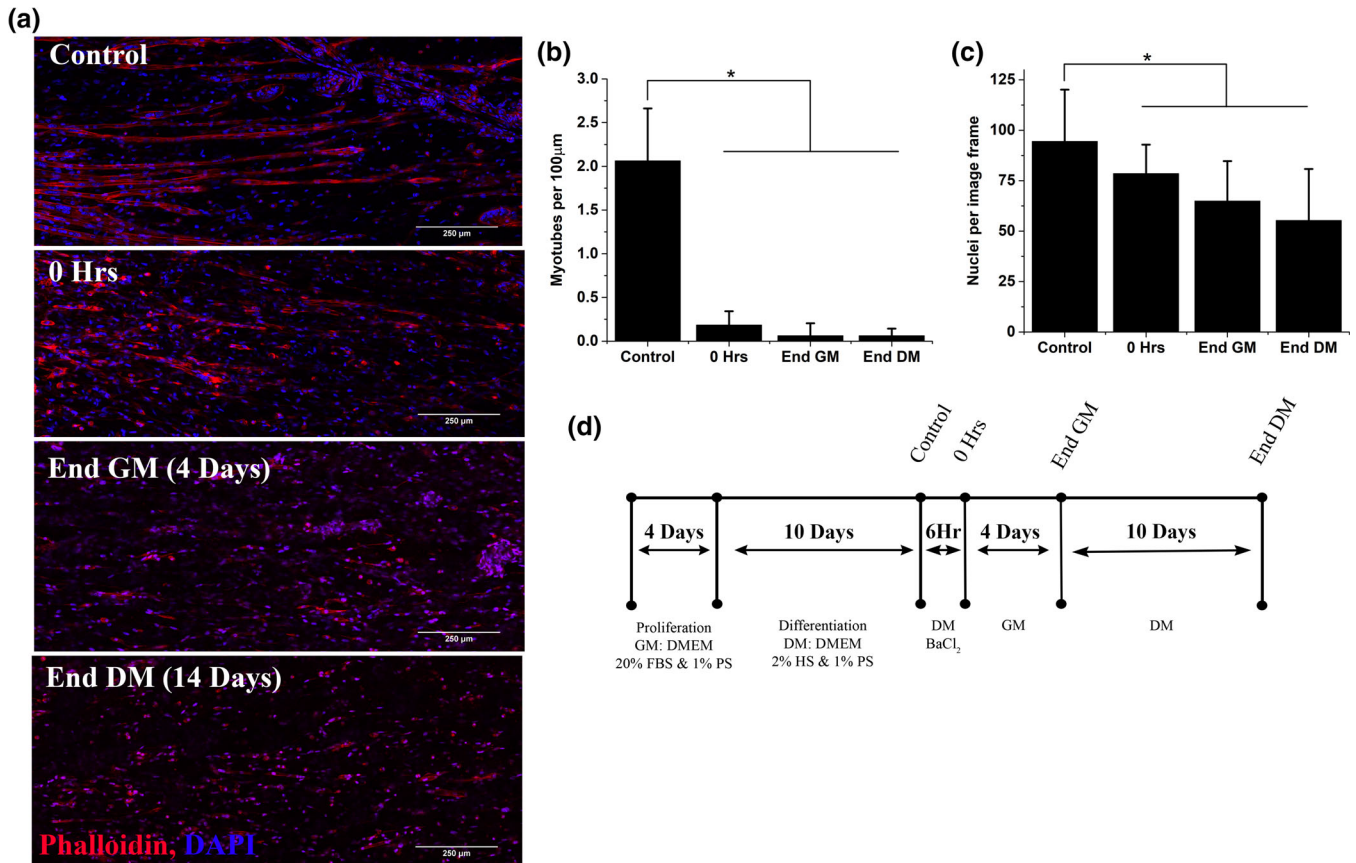 (a)
Control
250 µm
0 Hrs
250 µm
End GM (4 Days)
250 µm
End DM (14 Days)
Phalloidin, DAPI
250 µm
(b)
Myotubes per 100µm
3.0
2.5
2.0
1.5
1.0
0.5
0.0
*
Control
0 Hrs
End GM
End DM
(c)
Nuclei per image frame
125
100
75
50
25
0
*
Control
0 Hrs
End GM
End DM
(d)
Control
0 Hrs
End GM
End DM
4 Days
10 Days
6Hr
4 Days
10 Days
Proliferation
GM: DMEM
20% FBS & 1% PS
Differentiation
DM: DMEM
2% HS & 1% PS
DM
BaCl₂
GM
DM